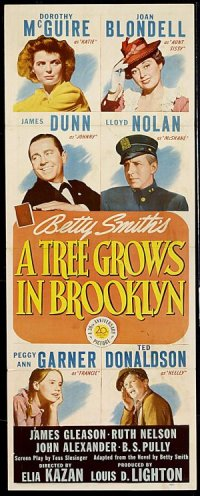 DOROTHY
McGUIRE
as "KATIE"
JOAN
BLONDELL
as "AUNT SISSY"
JAMES
DUNN
as "JOHNNY"
LLOYD
NOLAN
as "McSHANE"
Betty Smith's
A TREE GROWS
IN BROOKLYN
A 20th ANNIVERSARY
PICTURE
PEGGY
ANN GARNER
as "FRANCIE"
TED
DONALDSON
as "NEELEY"
JAMES GLEASON · RUTH NELSON
JOHN ALEXANDER · B. S. PULLY
Screen Play by Tess Slesinger Adapted from the Novel by Betty Smith
DIRECTED BY
ELIA KAZAN
PRODUCED BY
LOUIS D. LIGHTON